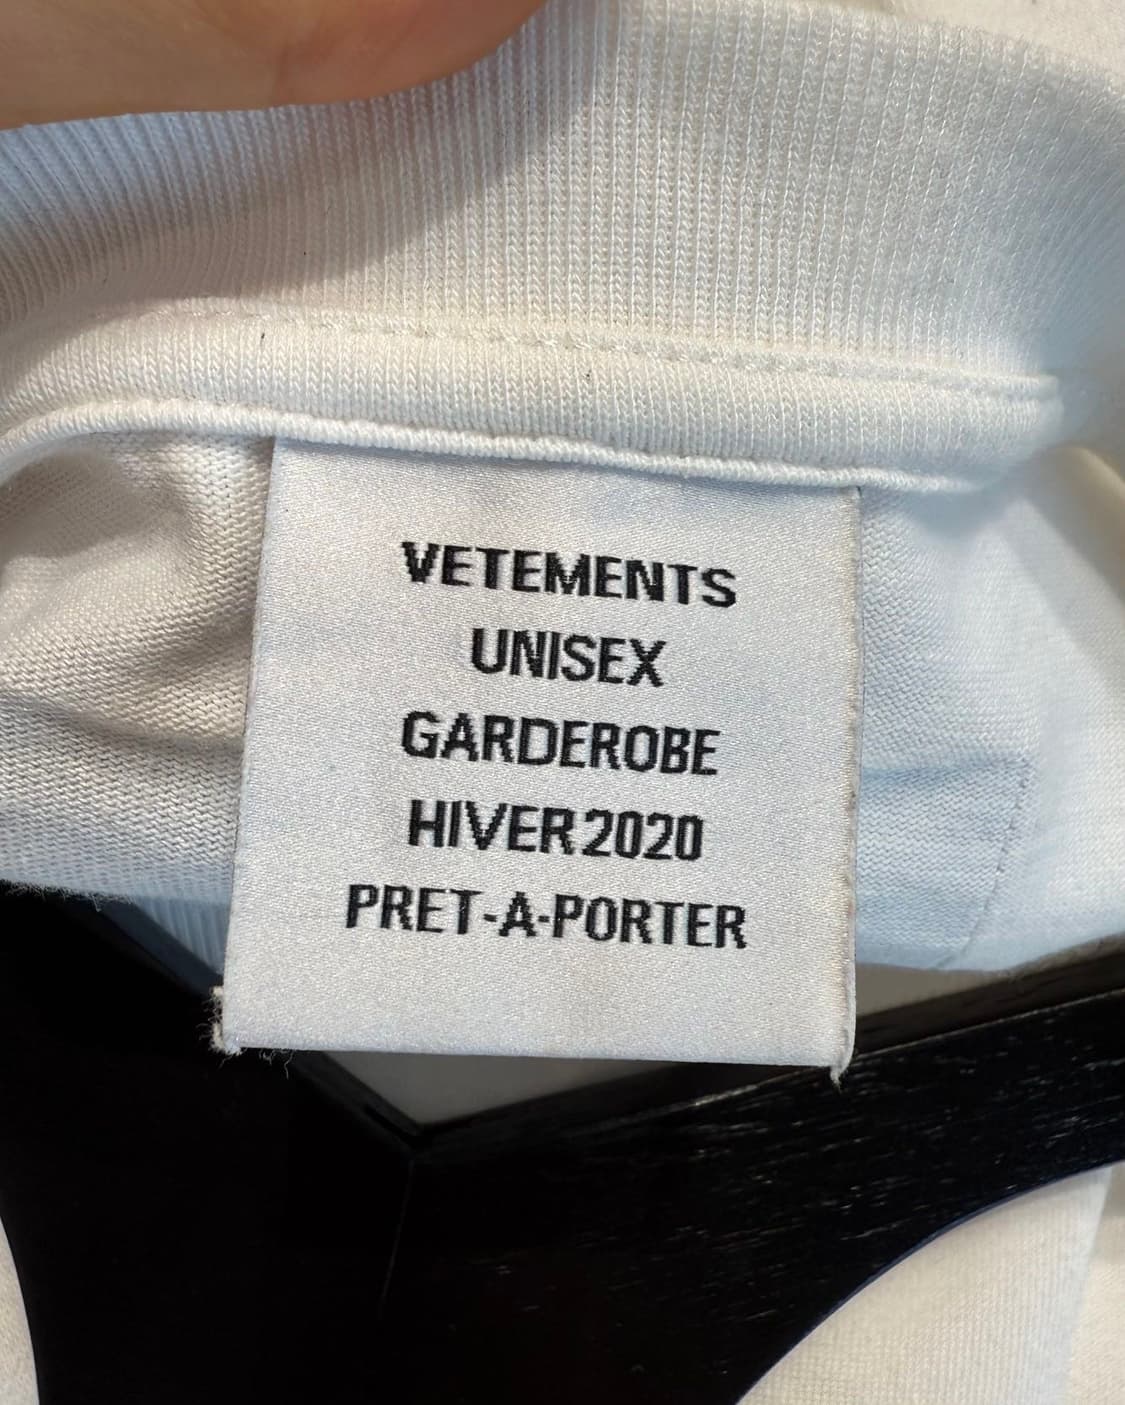 VETEMENTS
UNISEX
GARDEROBE
HIVER 2020
PRET-A-PORTER